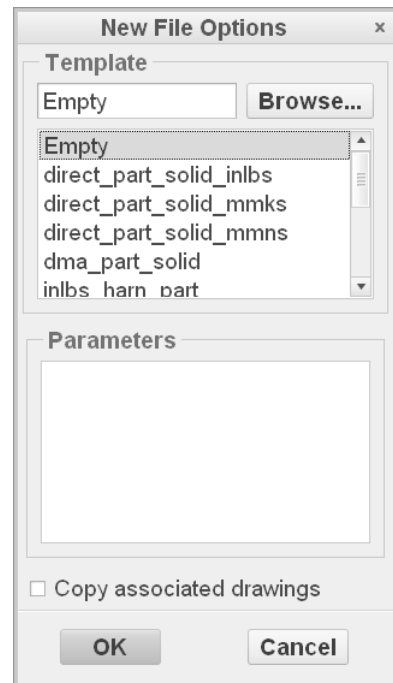 New File Options x
Template
Empty Browse...
Empty
direct_part_solid_inlbs
direct_part_solid_mmks
direct_part_solid_mmns
dma_part_solid
inlbs_harn_part
Parameters
Copy associated drawings
OK Cancel